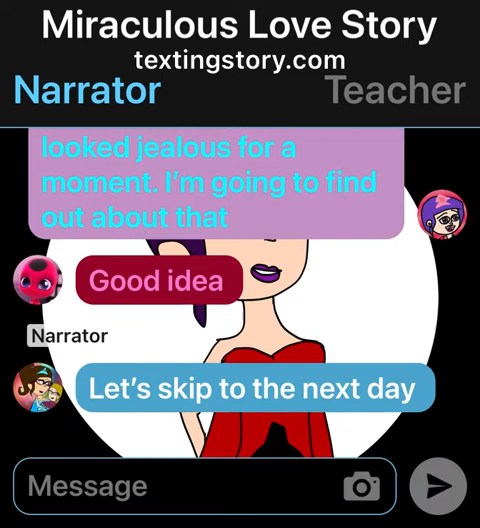 Miraculous Love Story
textingstory.com
Narrator
Teacher
looked jealous for a
moment. I’m going to find
out about that
Good idea
Narrator
Let’s skip to the next day
Message